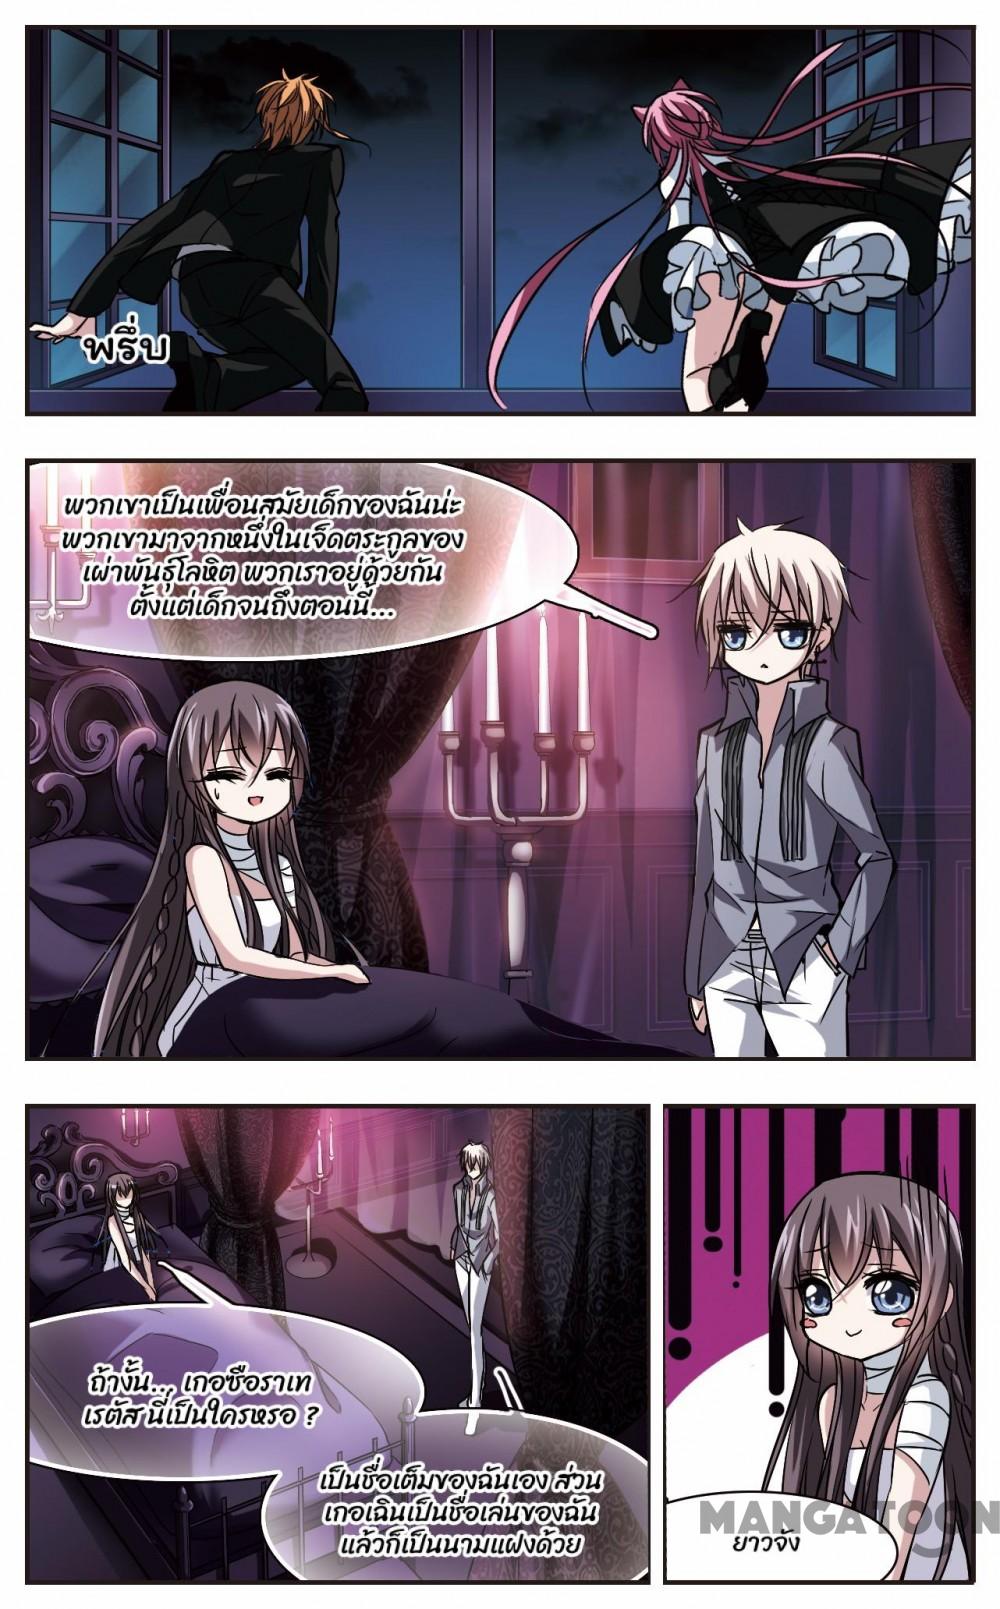 พรึ่บ
พวกเขาเป็นเพื่อนสมัยเด็กของฉันน่ะ
พวกเขามาจากหนึ่งในเจ็ดตระกูลของ
เผ่าพันธุ์โลหิต พวกเราอยู่ด้วยกัน
ตั้งแต่เด็กจนถึงตอนนี้...
ถ้างั้น... เกอซือราเท
เรตัส นี่เป็นใครหรอ ?
เป็นชื่อเต็มของฉันเอง ส่วน
เกอเฉินเป็นชื่อเล่นของฉัน
แล้วก็เป็นนามแฝงด้วย
ยาวจัง
MANGATOON